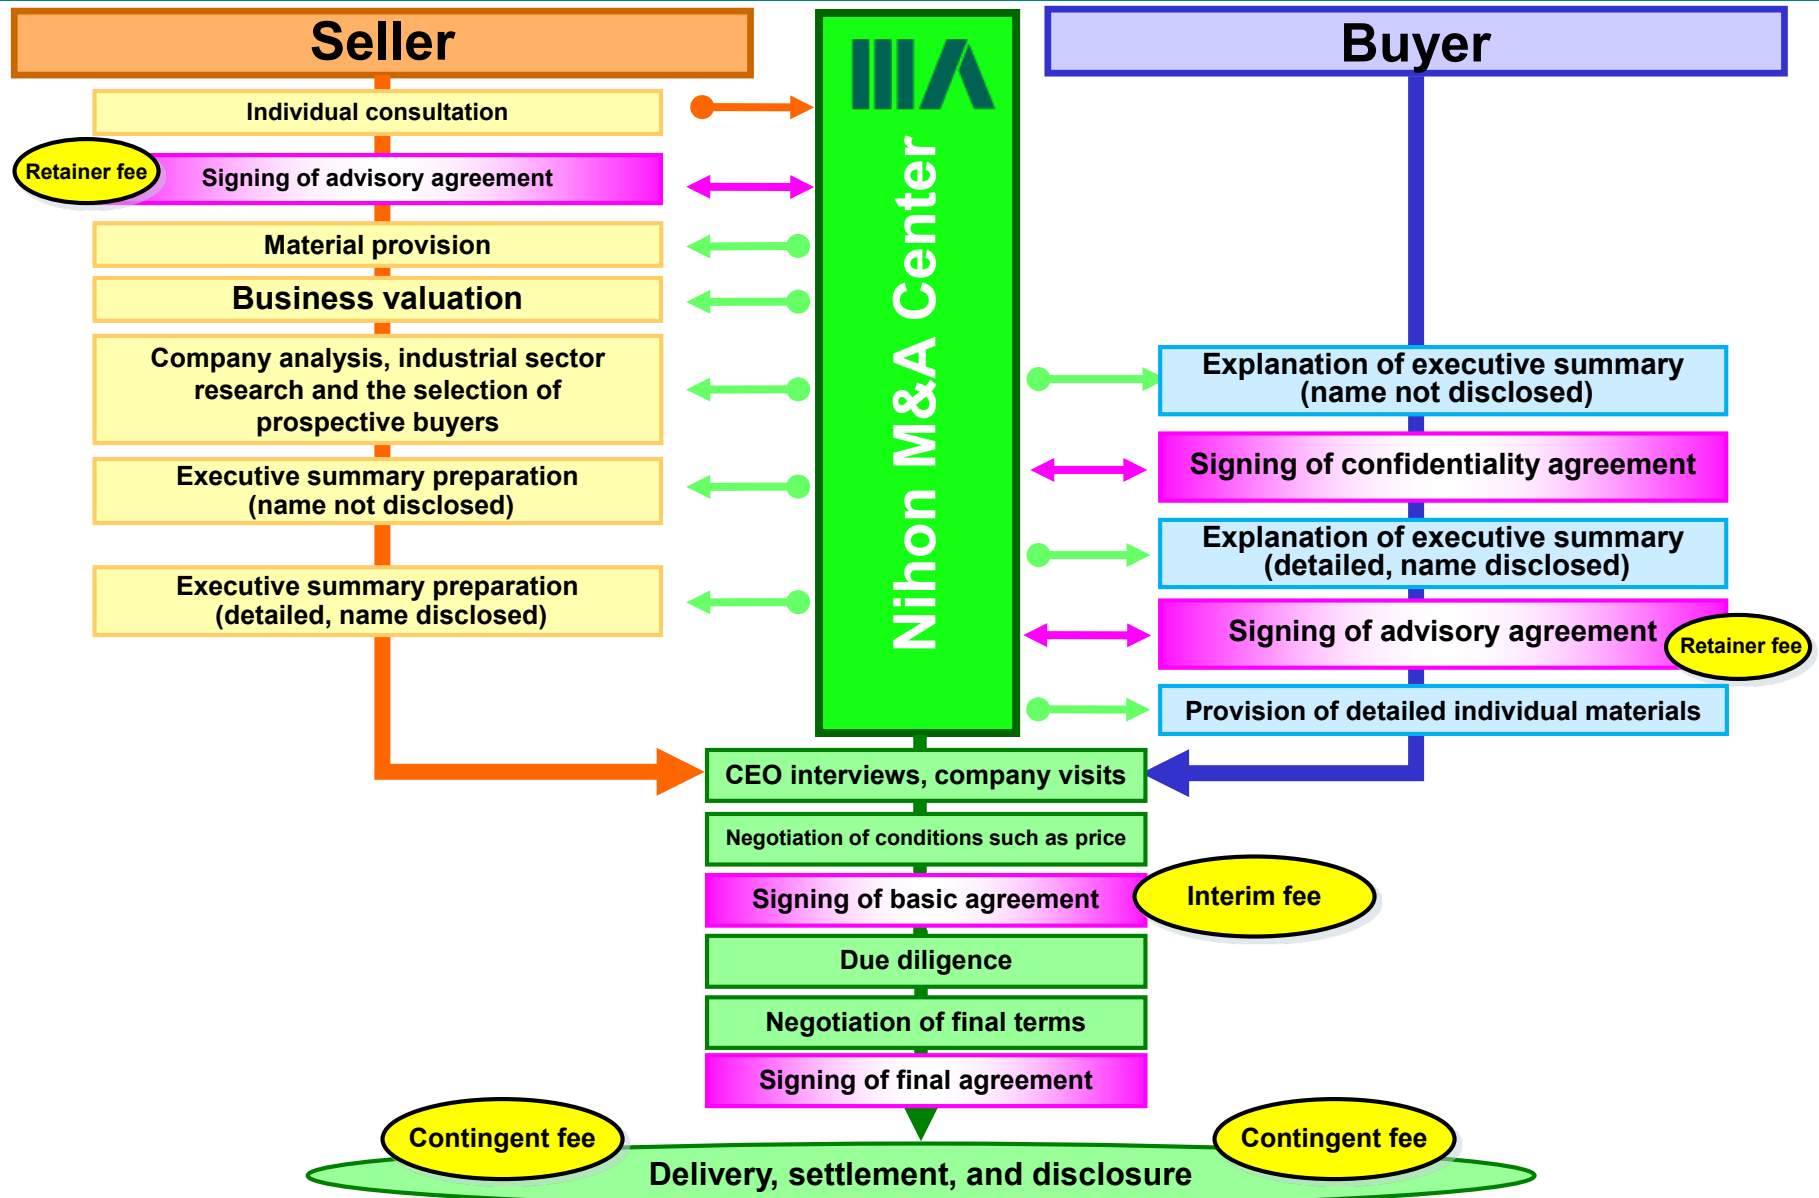 Seller
Individual consultation
Retainer fee
Signing of advisory agreement
Material provision
Business valuation
Company analysis, industrial sector
research and the selection of
prospective buyers
Executive summary preparation
(name not disclosed)
Executive summary preparation
(detailed, name disclosed)
Nihon M&A Center
Buyer
Explanation of executive summary
(name not disclosed)
Signing of confidentiality agreement
Explanation of executive summary
(detailed, name disclosed)
Signing of advisory agreement
Retainer fee
Provision of detailed individual materials
CEO interviews, company visits
Negotiation of conditions such as price
Signing of basic agreement
Interim fee
Due diligence
Negotiation of final terms
Signing of final agreement
Contingent fee
Contingent fee
Delivery, settlement, and disclosure